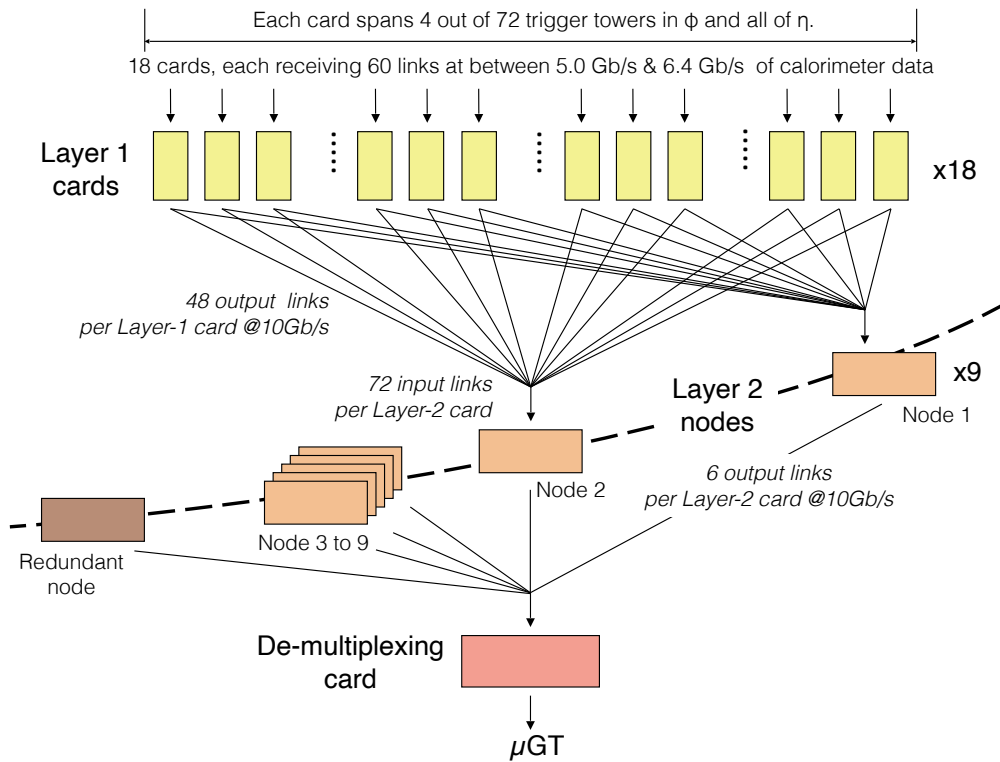 Each card spans 4 out of 72 trigger towers in ϕ and all of η.
18 cards, each receiving 60 links at between 5.0 Gb/s & 6.4 Gb/s of calorimeter data
Layer 1
cards
x18
48 output links
per Layer-1 card @10Gb/s
72 input links
per Layer-2 card
Layer 2
nodes
x9
Node 1
Node 2
6 output links
per Layer-2 card @10Gb/s
Node 3 to 9
Redundant
node
De-multiplexing
card
μGT